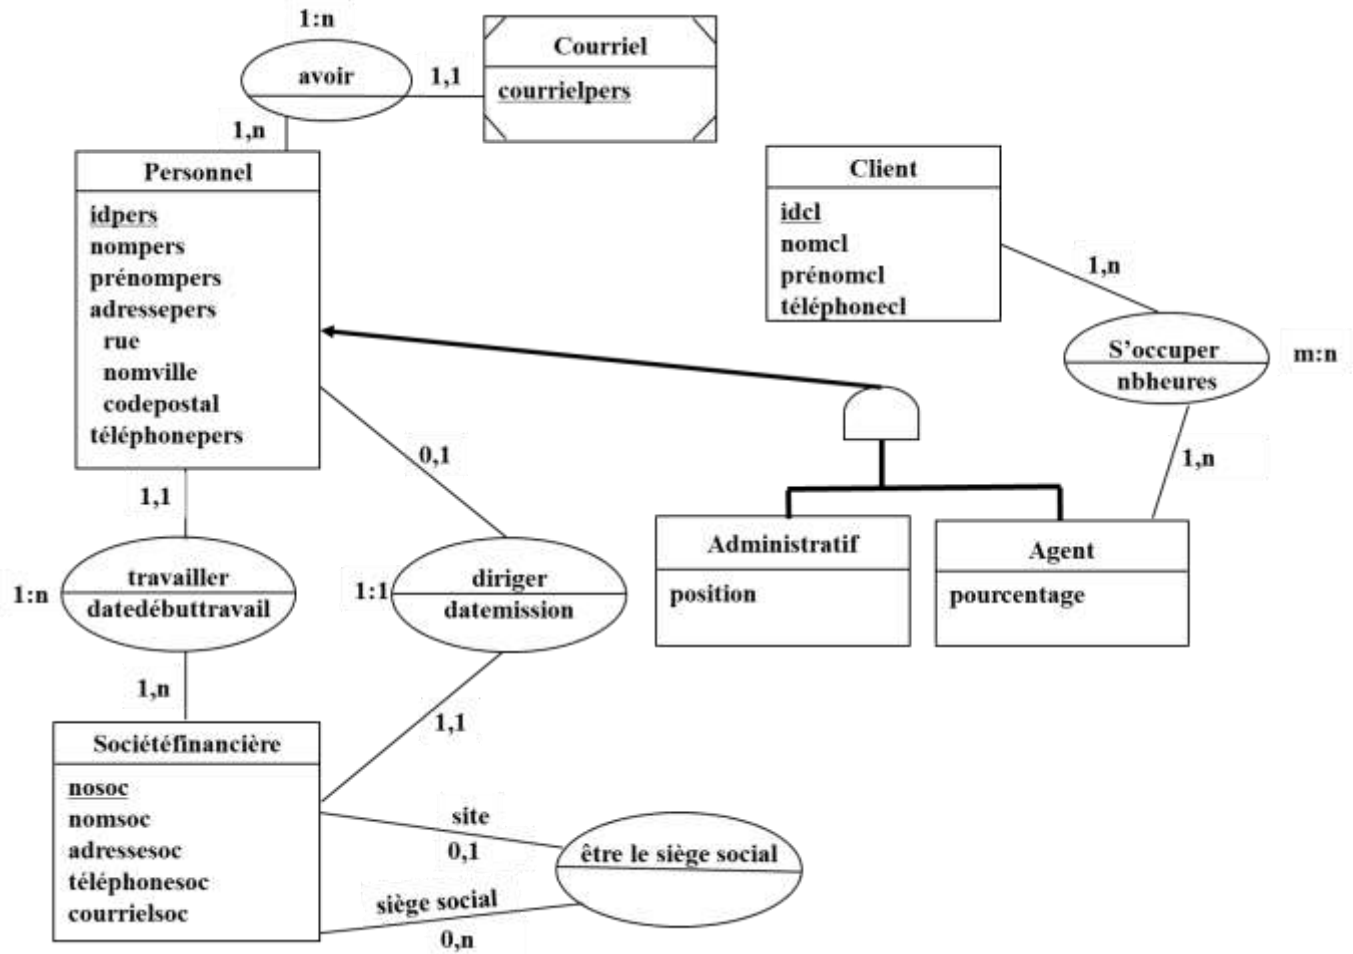 1:n
avoir
1,1
1,n
Courriel
courrielpers
Personnel
idpers
nompers
prénompers
adressepers
rue
nomville
codepostal
téléphonepers
Client
idcl
nomcl
prénomcl
téléphonecl
1,n
S'occuper
nbheures
m:n
1,n
0,1
1,1
1:n
travailler
datedébuttravail
1:1
diriger
datemission
Administratif
position
Agent
pourcentage
1,n
1,1
Sociétéfinancière
nosoc
nomsoc
adressesoc
téléphonesoc
courrielsoc
site
0,1
être le siège social
siège social
0,n